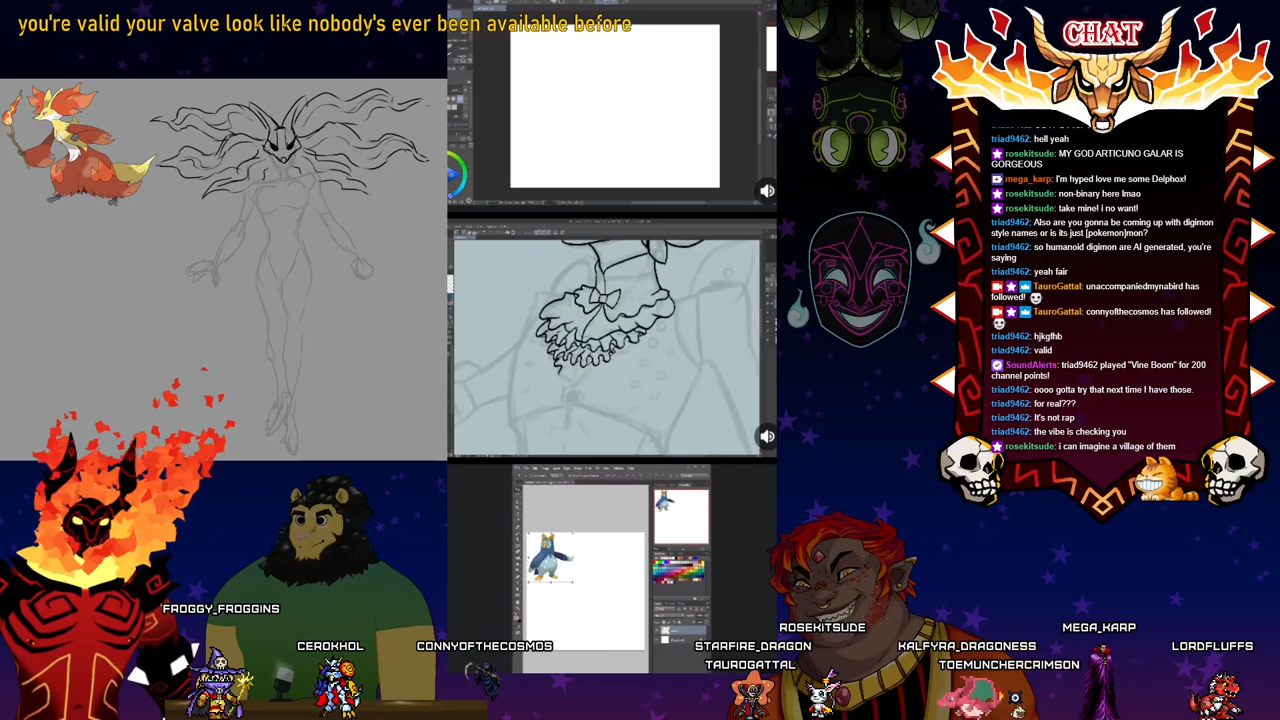 you're valid your valve look like nobody's ever been available before
CHAT
triad9462: hell yeah
rosekitsude: MY GOD ARTICUNO GALAR IS
GORGEOUS
mega_karp: I'm hyped love me some Delphox!
rosekitsude: non-binary here lmao
rosekitsude: take mine! i no want!
triad9462: Also are you gonna be coming up with digimon
style names or is its just [pokemon]mon?
triad9462: so humanoid digimon are AI generated, you're
saying
triad9462: yeah fair
TauroGattal: unaccompaniedmynabird has
followed!
TauroGattal: connyofthecosmos has followed!
triad9462: hjkgfhb
triad9462: valid
SoundAlerts: triad9462 played "Vine Boom" for 200
channel points!
triad9462: oooo gotta try that next time I have those.
triad9462: for real???
triad9462: It's not rap
triad9462: the vibe is checking you
rosekitsude: i can imagine a village of them
FROGGY_FROGGINS
CEROKHOL
CONNYOFTHECOSMOS
ROSEKITSUDE
STARFIRE_DRAGON
TAUROGATTAL
KALFYRA_DRAGONESS
TOEMUNCHERCRIMSON
MEGA_KARP
LORDFLUFFS